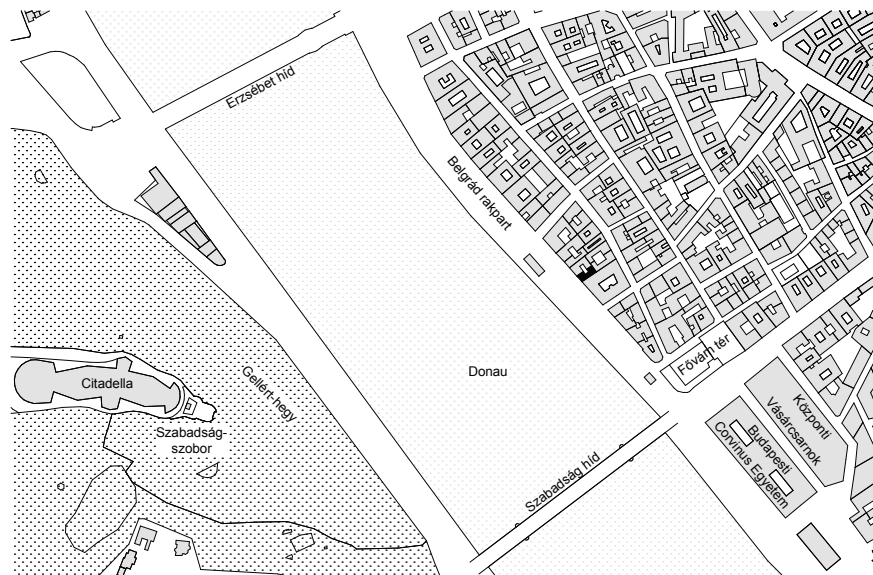 Erzsébet híd
Belgrád rakpart
Donau
Fővám tér
Citadella
Gellért-hegy
Szabadság-
szobor
Szabadság híd
Központi
Vásárcsarnok
Budapesti
Corvinus Egyetem